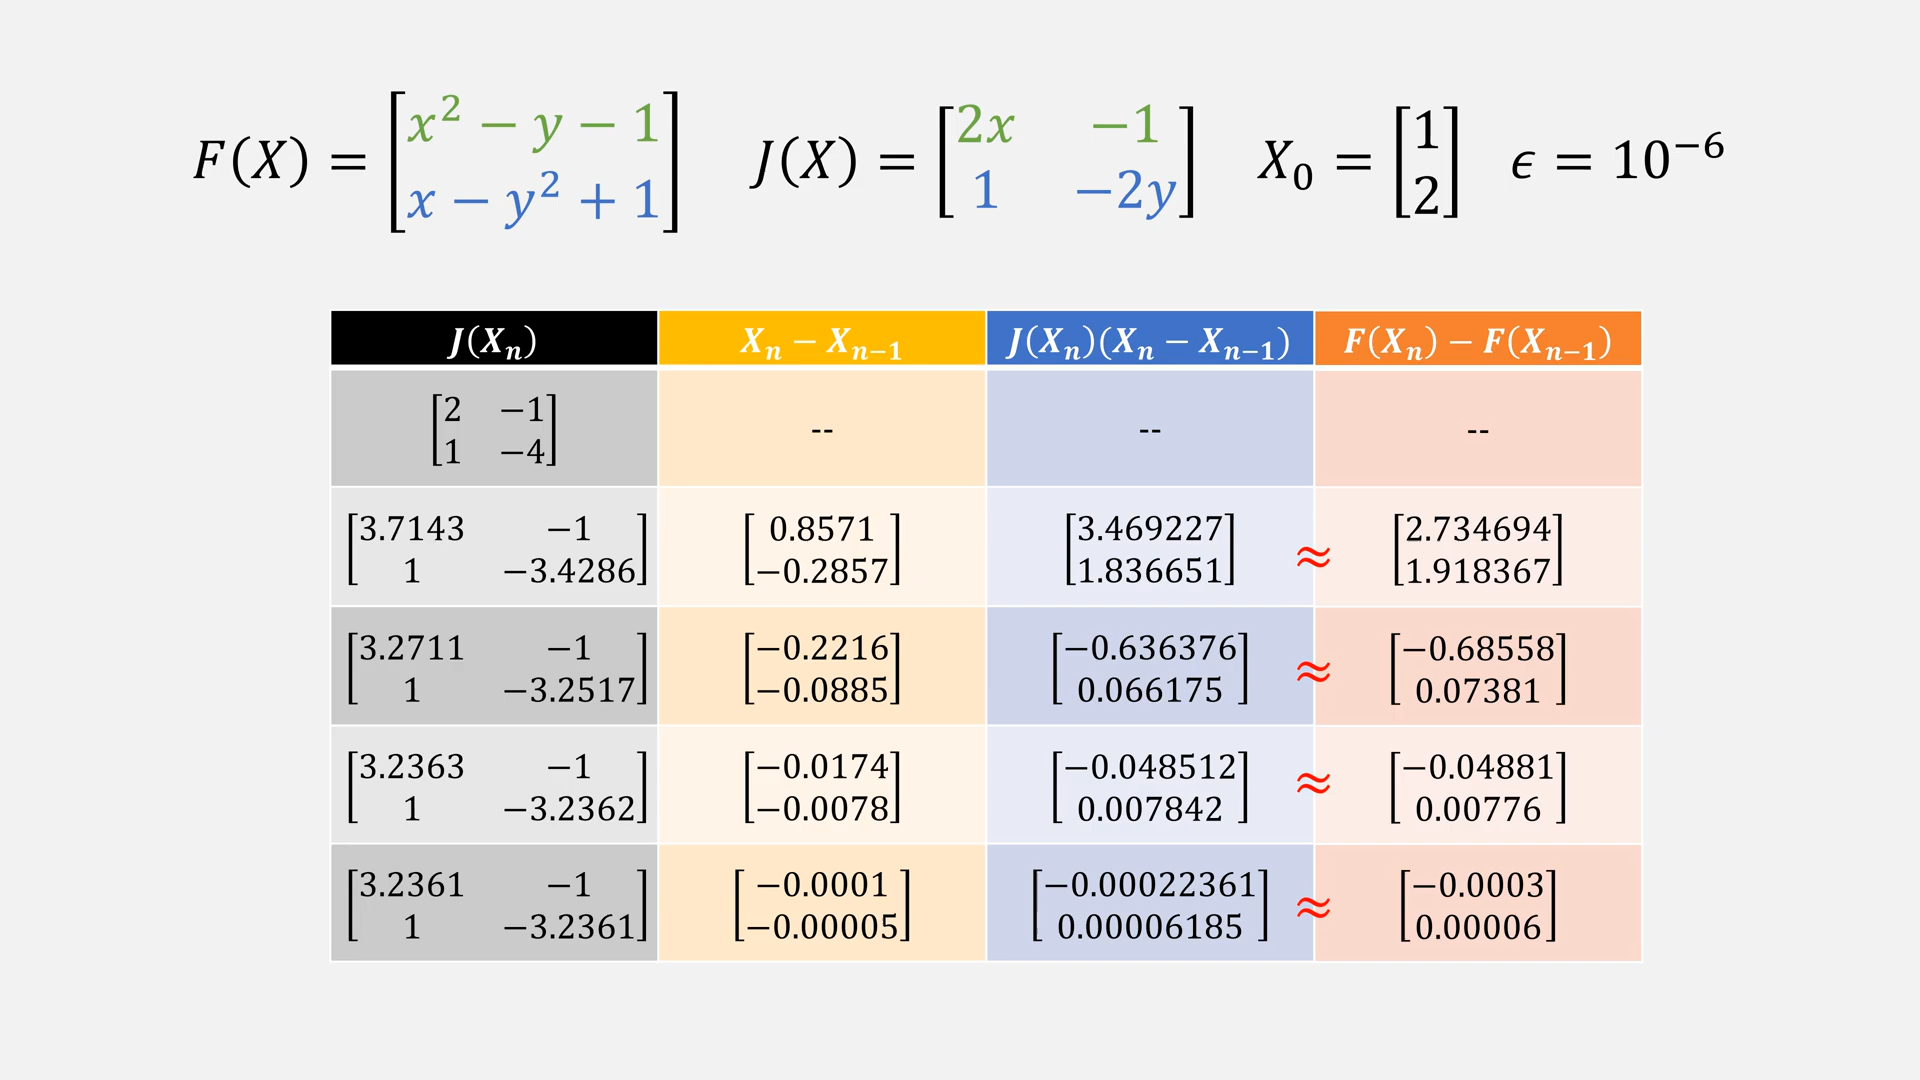 F(X) = [x² − y − 1; x − y² + 1] J(X) = [2x −1; 1 −2y] X₀ = [1; 2] ϵ = 10⁻⁶
J(Xₙ) Xₙ − Xₙ₋₁ J(Xₙ)(Xₙ − Xₙ₋₁) F(Xₙ) − F(Xₙ₋₁)
[2 −1; 1 −4] -- -- --
[3.7143 −1; 1 −3.4286] [0.8571; −0.2857] [3.469227; 1.836651] ≈ [2.734694; 1.918367]
[3.2711 −1; 1 −3.2517] [−0.2216; −0.0885] [−0.636376; 0.066175] ≈ [−0.68558; 0.07381]
[3.2363 −1; 1 −3.2362] [−0.0174; −0.0078] [−0.048512; 0.007842] ≈ [−0.04881; 0.00776]
[3.2361 −1; 1 −3.2361] [−0.0001; −0.00005] [−0.00022361; 0.00006185] ≈ [−0.0003; 0.00006]